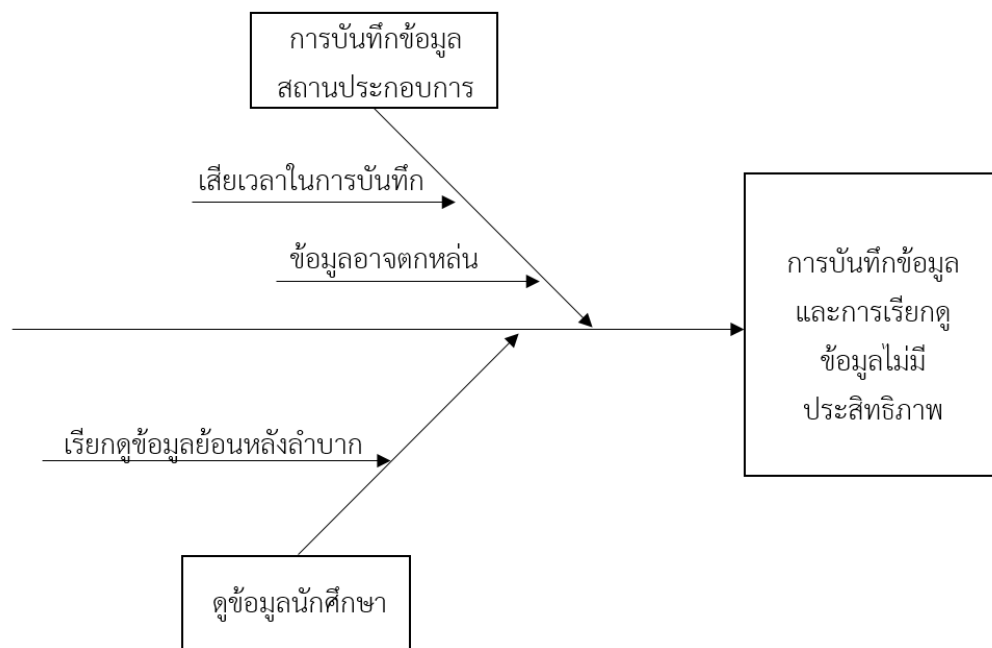 การบันทึกข้อมูล
สถานประกอบการ
เสียเวลาในการบันทึก
ข้อมูลอาจตกหล่น
การบันทึกข้อมูล
และการเรียกดู
ข้อมูลไม่มี
ประสิทธิภาพ
เรียกดูข้อมูลย้อนหลังลำบาก
ดูข้อมูลนักศึกษา